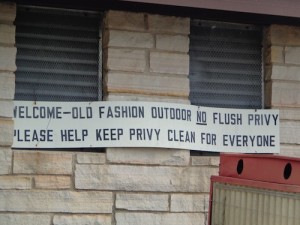 WELCOME-OLD FASHION OUTDOOR NO FLUSH PRIVY
PLEASE HELP KEEP PRIVY CLEAN FOR EVERYONE